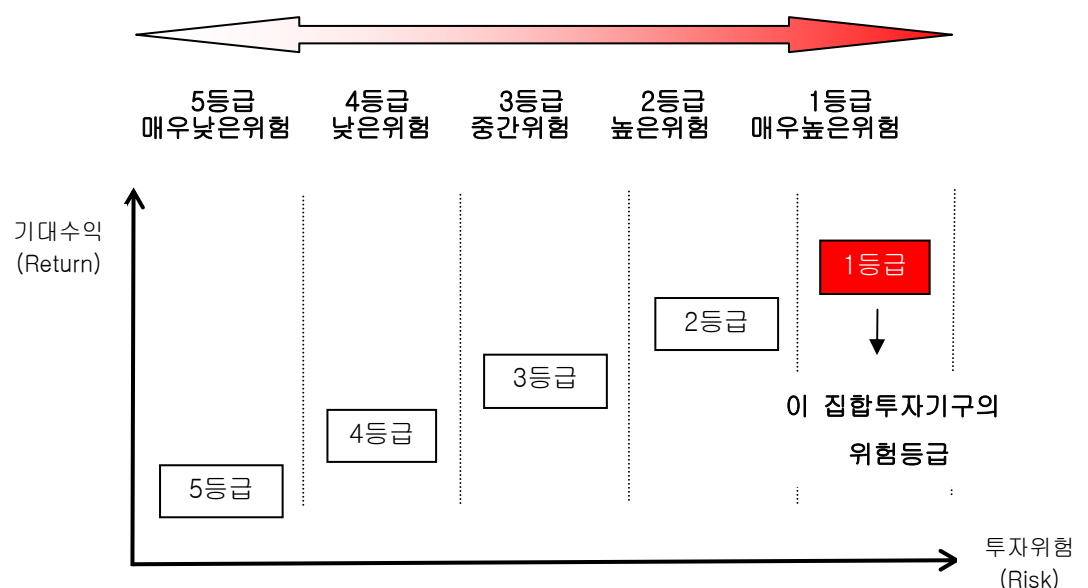 5등급 4등급 3등급 2등급 1등급
매우낮은위험 낮은위험 중간위험 높은위험 매우높은위험
기대수익
(Return)
1등급
2등급
3등급
이 집합투자기구의
4등급
위험등급
5등급
투자위험
(Risk)